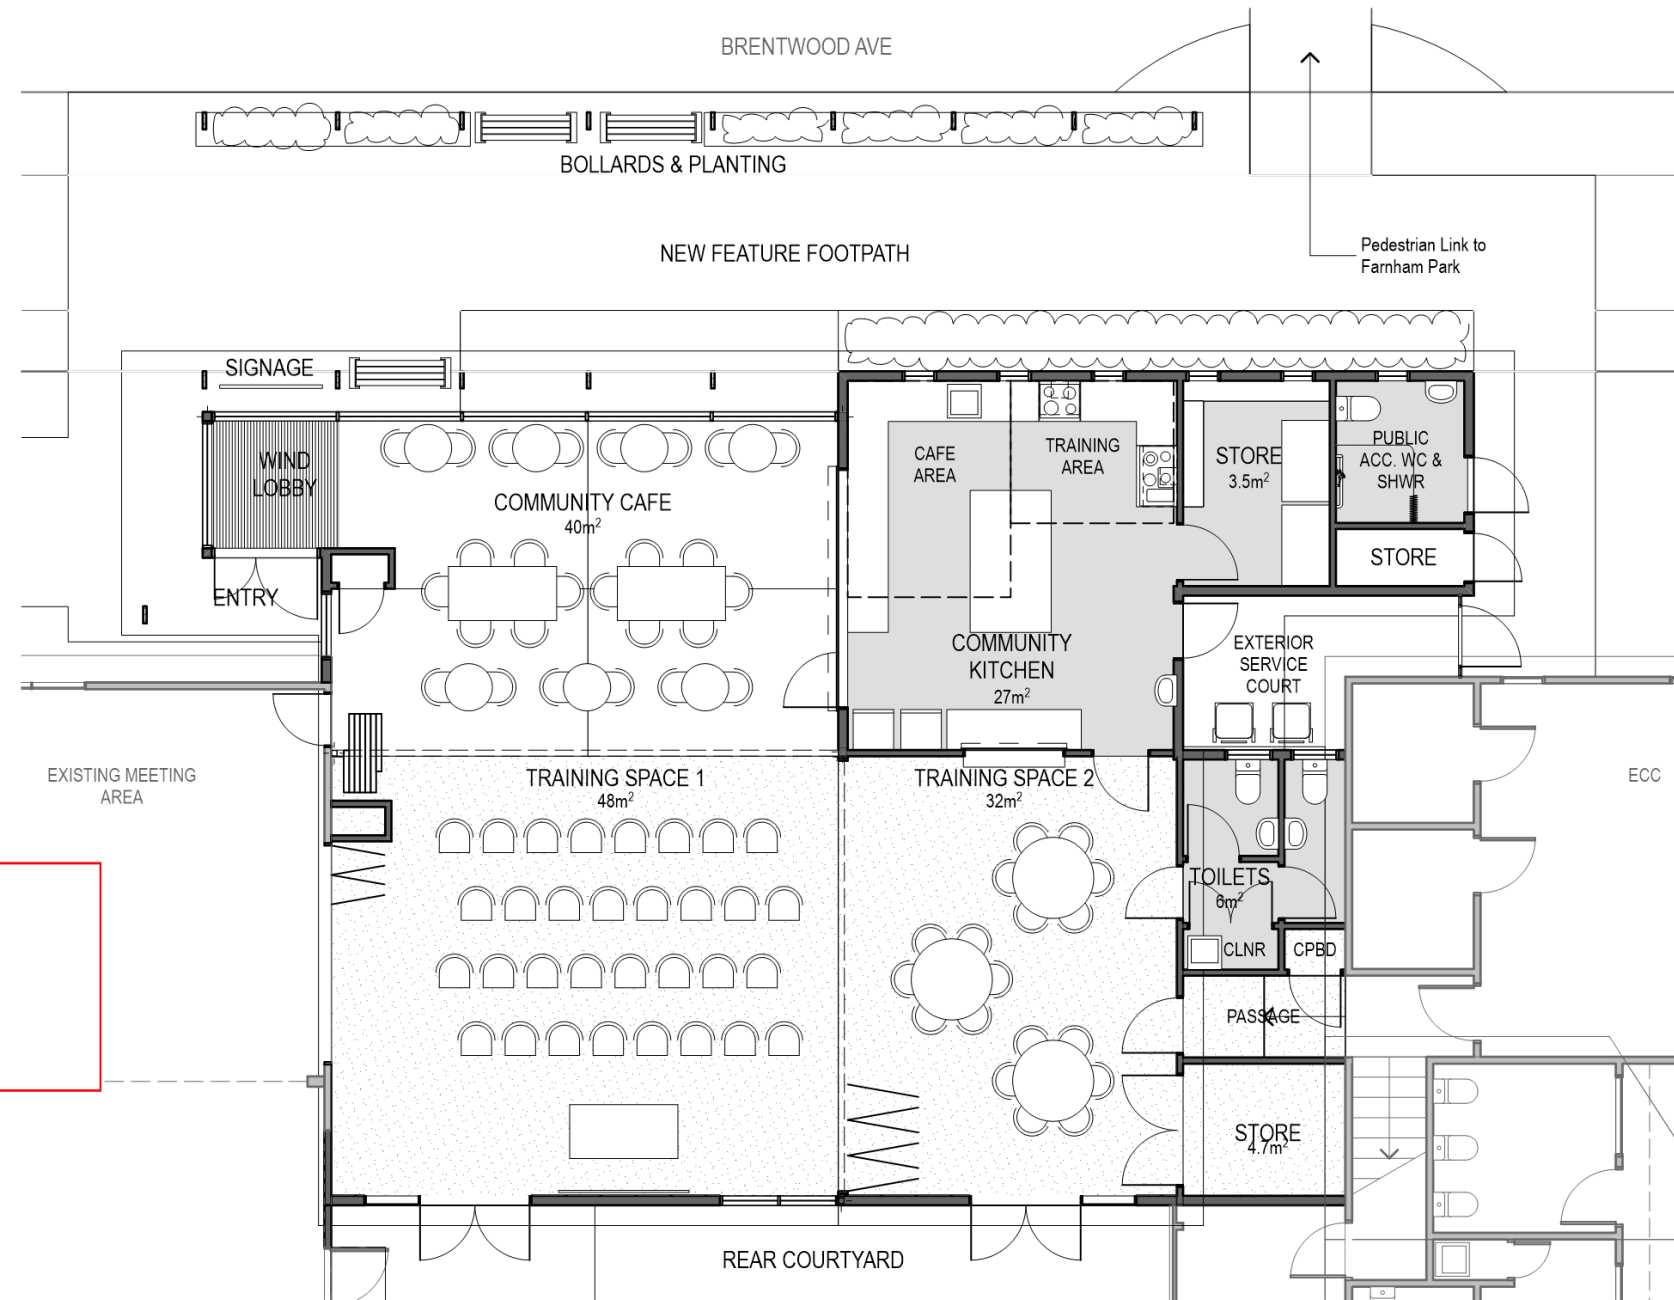 BRENTWOOD AVE
BOLLARDS & PLANTING
NEW FEATURE FOOTPATH
Pedestrian Link to
Farnham Park
SIGNAGE
WIND
LOBBY
ENTRY
COMMUNITY CAFE
40m²
CAFE
AREA
TRAINING
AREA
STORE
3.5m²
PUBLIC
ACC. WC &
SHWR
STORE
COMMUNITY
KITCHEN
27m²
EXTERIOR
SERVICE
COURT
EXISTING MEETING
AREA
TRAINING SPACE 1
48m²
TRAINING SPACE 2
32m²
ECC
TOILETS
6m²
CLNR
CPBD
PASSAGE
STORE
4.7m²
REAR COURTYARD